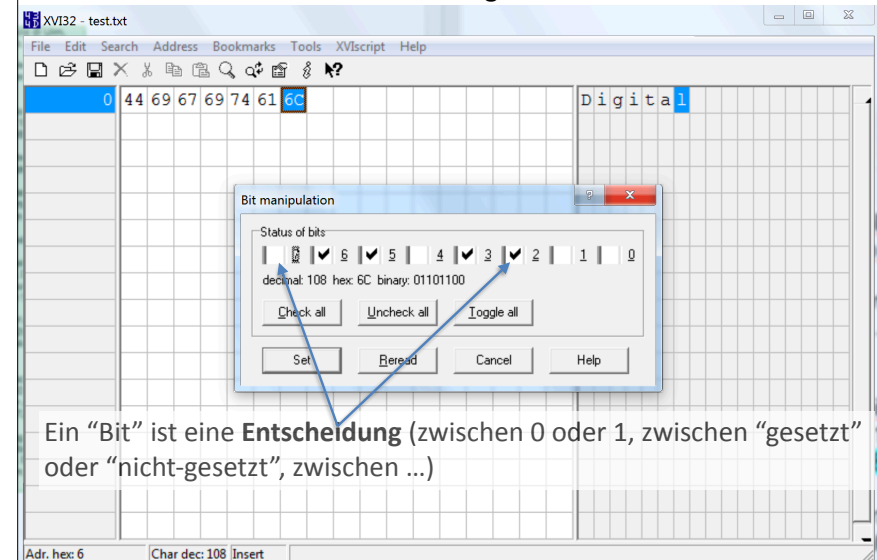 XVI32 - test.txt
File Edit Search Address Bookmarks Tools XVIscript Help
0 44 69 67 69 74 61 6C Digital
Bit manipulation
Status of bits
7 6 5 4 3 2 1 0
decimal: 108 hex: 6C binary: 01101100
Check all Uncheck all Toggle all
Set Reread Cancel Help
Ein “Bit” ist eine Entscheidung (zwischen 0 oder 1, zwischen “gesetzt”
oder “nicht-gesetzt”, zwischen …)
Adr. hex: 6 Char dec: 108 Insert